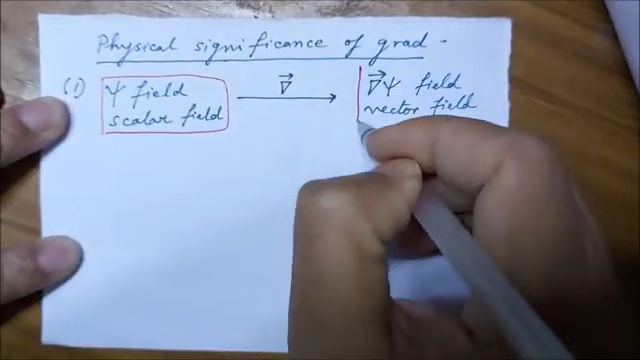 Physical significance of grad -
(1) ψ field ∇⃗ ∇⃗ψ field
scalar field → vector field